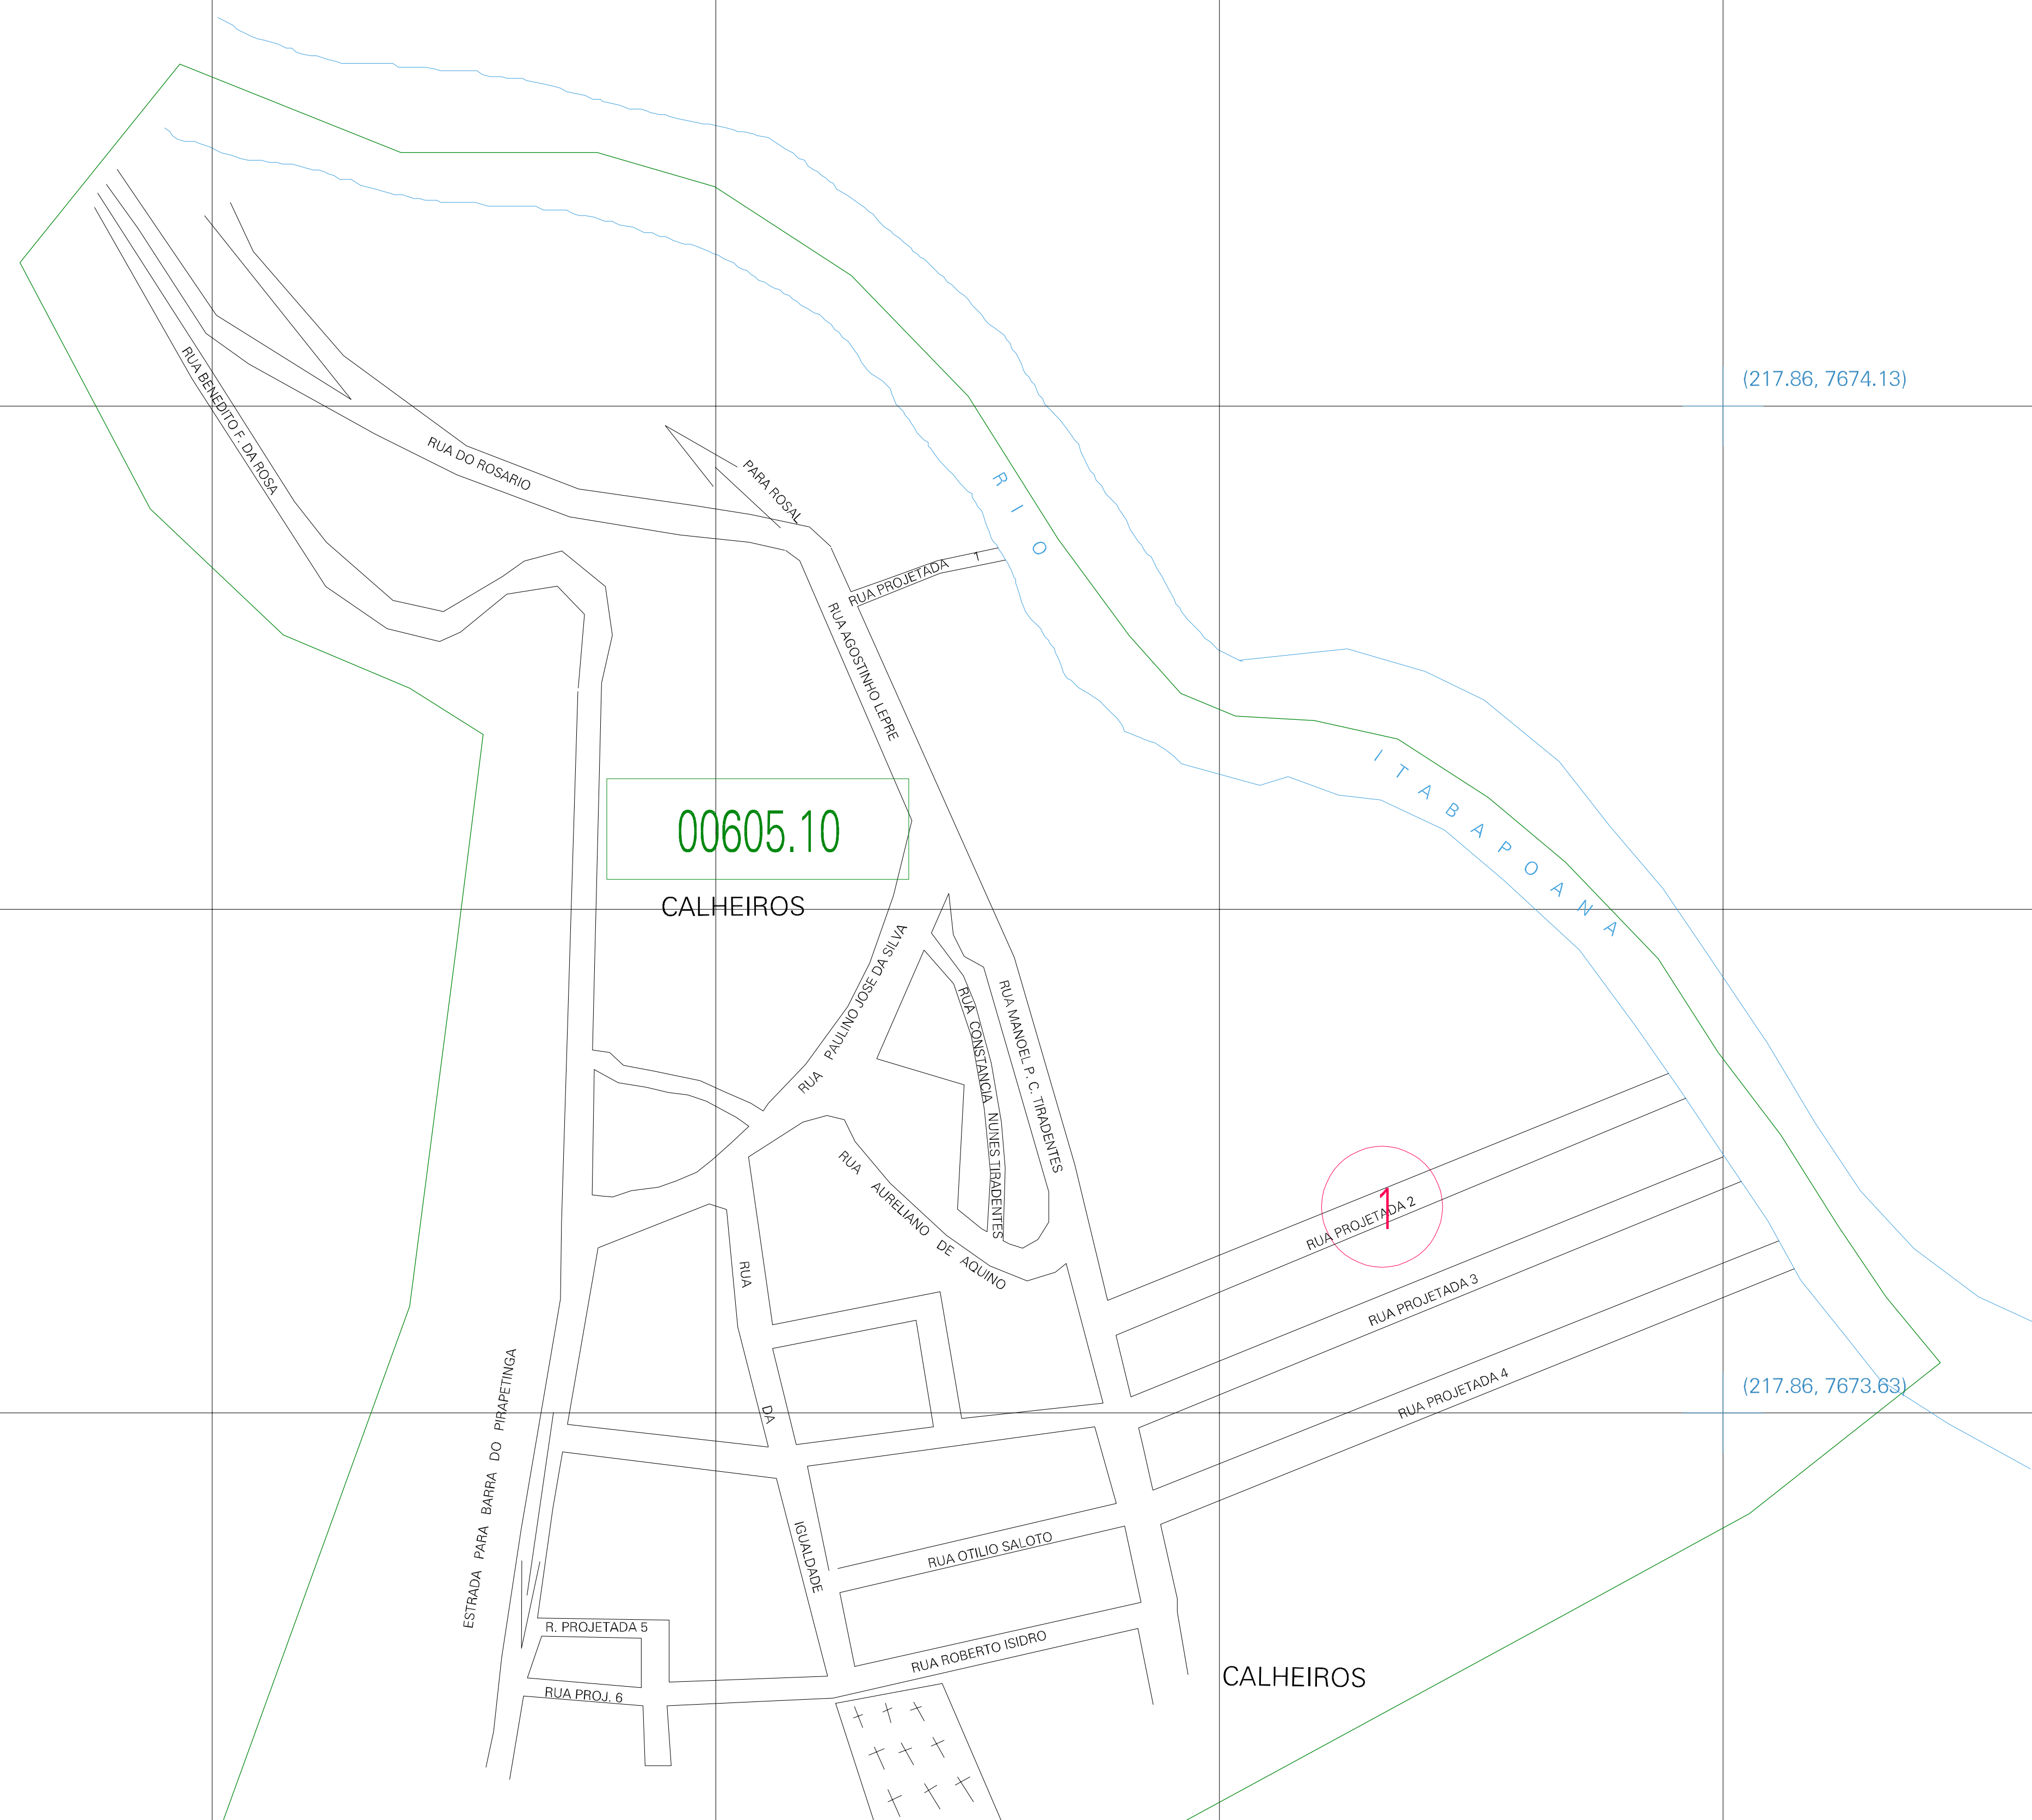 (217.86, 7674.13)
RUA BENEDITO F. DA ROSA
RUA DO ROSARIO
PARA ROSAL
RIO
RUA PROJETADA 1
RUA AGOSTINHO LEPRE
ITABAPOANA
00605.10
CALHEIROS
RUA PAULINO JOSE DA SILVA
RUA CONSTANCIA NUNES TIRADENTES
RUA MANOEL P. C. TIRADENTES
RUA AURELIANO DE AQUINO
1
RUA PROJETADA 2
RUA PROJETADA 3
RUA PROJETADA 4
(217.86, 7673.63)
RUA DA IGUALDADE
ESTRADA PARA BARRA DO PIRAPETINGA
RUA OTILIO SALOTO
R. PROJETADA 5
RUA ROBERTO ISIDRO
RUA PROJ. 6
CALHEIROS